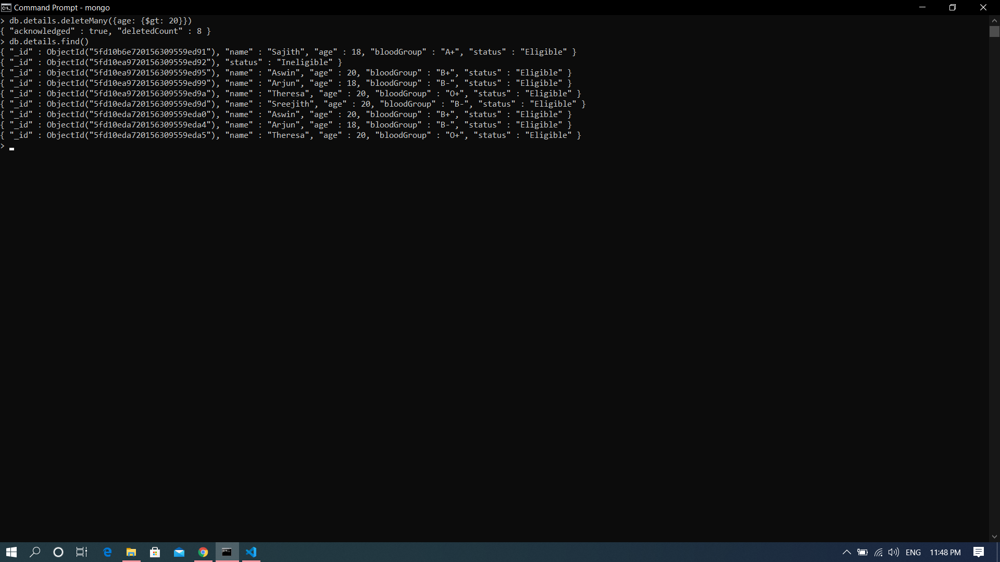 Command Prompt - mongo
> db.details.deleteMany({age: {$gt: 20}})
{ "acknowledged" : true, "deletedCount" : 8 }
> db.details.find()
{ "_id" : ObjectId("5fd10b6e720156309559ed91"), "name" : "Sajith", "age" : 18, "bloodGroup" : "A+", "status" : "Eligible" }
{ "_id" : ObjectId("5fd10ea9720156309559ed92"), "status" : "Ineligible" }
{ "_id" : ObjectId("5fd10ea9720156309559ed95"), "name" : "Aswin", "age" : 20, "bloodGroup" : "B+", "status" : "Eligible" }
{ "_id" : ObjectId("5fd10ea9720156309559ed99"), "name" : "Arjun", "age" : 18, "bloodGroup" : "B-", "status" : "Eligible" }
{ "_id" : ObjectId("5fd10ea9720156309559ed9a"), "name" : "Theresa", "age" : 20, "bloodGroup" : "O+", "status" : "Eligible" }
{ "_id" : ObjectId("5fd10eda720156309559ed9d"), "name" : "Sreejith", "age" : 20, "bloodGroup" : "B-", "status" : "Eligible" }
{ "_id" : ObjectId("5fd10eda720156309559eda0"), "name" : "Aswin", "age" : 20, "bloodGroup" : "B+", "status" : "Eligible" }
{ "_id" : ObjectId("5fd10eda720156309559eda4"), "name" : "Arjun", "age" : 18, "bloodGroup" : "B-", "status" : "Eligible" }
{ "_id" : ObjectId("5fd10eda720156309559eda5"), "name" : "Theresa", "age" : 20, "bloodGroup" : "O+", "status" : "Eligible" }
>
ENG 11:48 PM